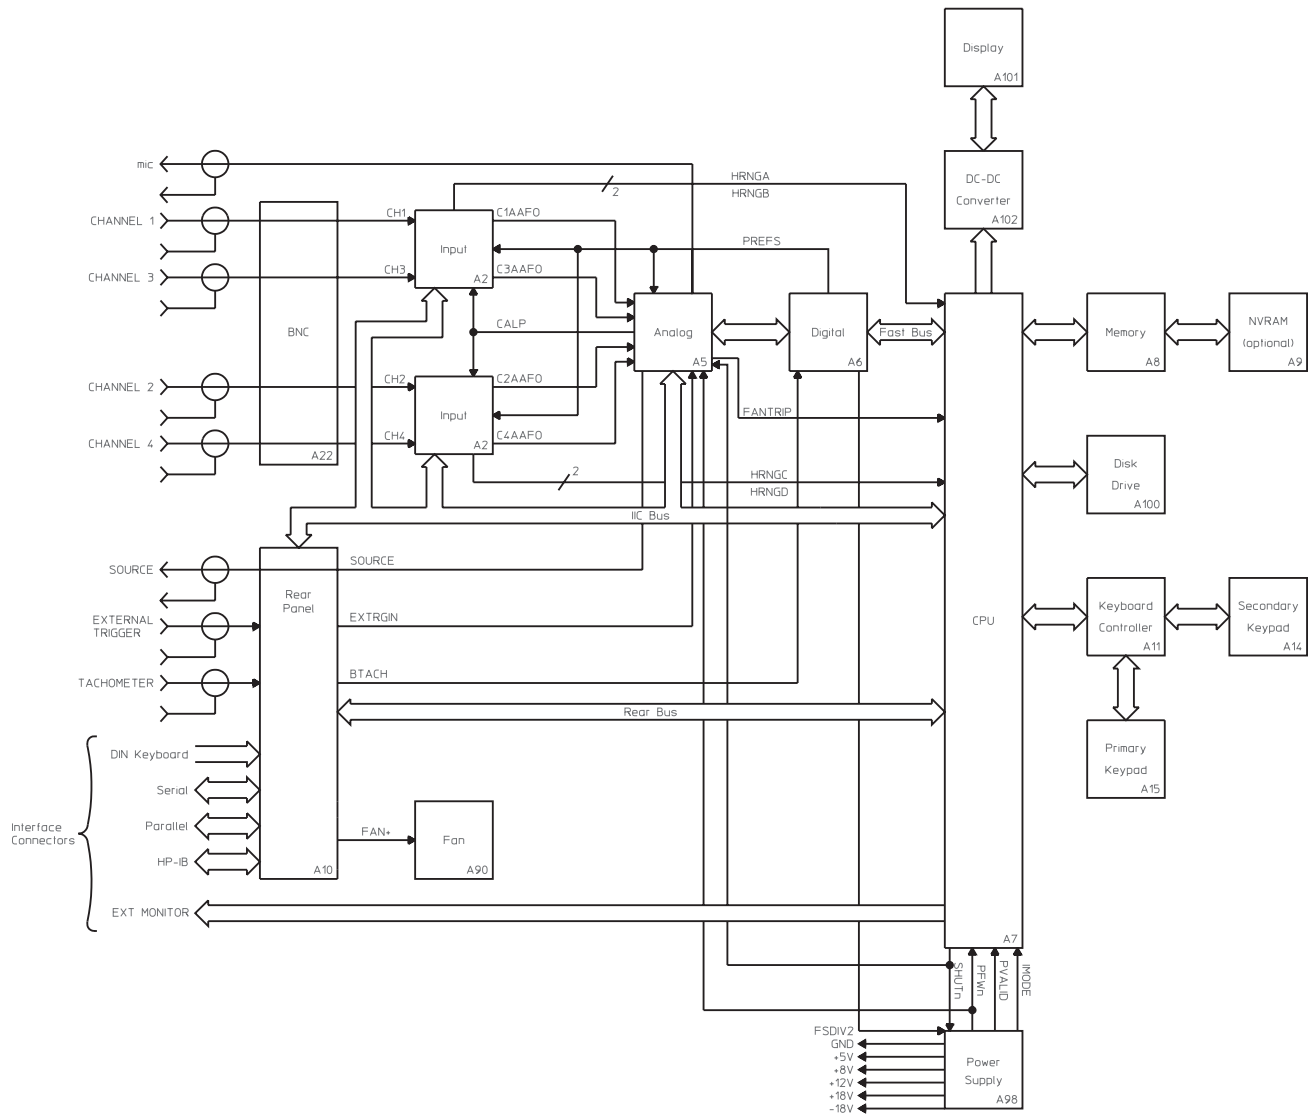 Display
A101
mic
DC-DC
Converter
A102
HRNGA
2
HRNGB
CHANNEL 1
CH1
C1AAFO
Input
PREFS
CHANNEL 3
CH3
C3AAFO
A2
BNC
CALP
Analog
A5
Digital
A6
Fast Bus
Memory
A8
NVRAM
(optional)
A9
CHANNEL 2
CH2
C2AAFO
Input
FANTRIP
CHANNEL 4
CH4
C4AAFO
A2
A22
2
HRNGC
HRNGD
Disk
Drive
A100
IIC Bus
SOURCE
SOURCE
Rear
Panel
EXTERNAL
TRIGGER
EXTRGIN
CPU
Keyboard
Controller
A11
Secondary
Keypad
A14
TACHOMETER
BTACH
Rear Bus
DIN Keyboard
Primary
Keypad
A15
Serial
Interface
Connectors
Parallel
FAN+
Fan
HP-IB
A10
A90
EXT MONITOR
A7
SHUTn
PFWn
PVALID
IMODE
FSDIV2
GND
+5V
+8V
+12V
+18V
-18V
Power
Supply
A98